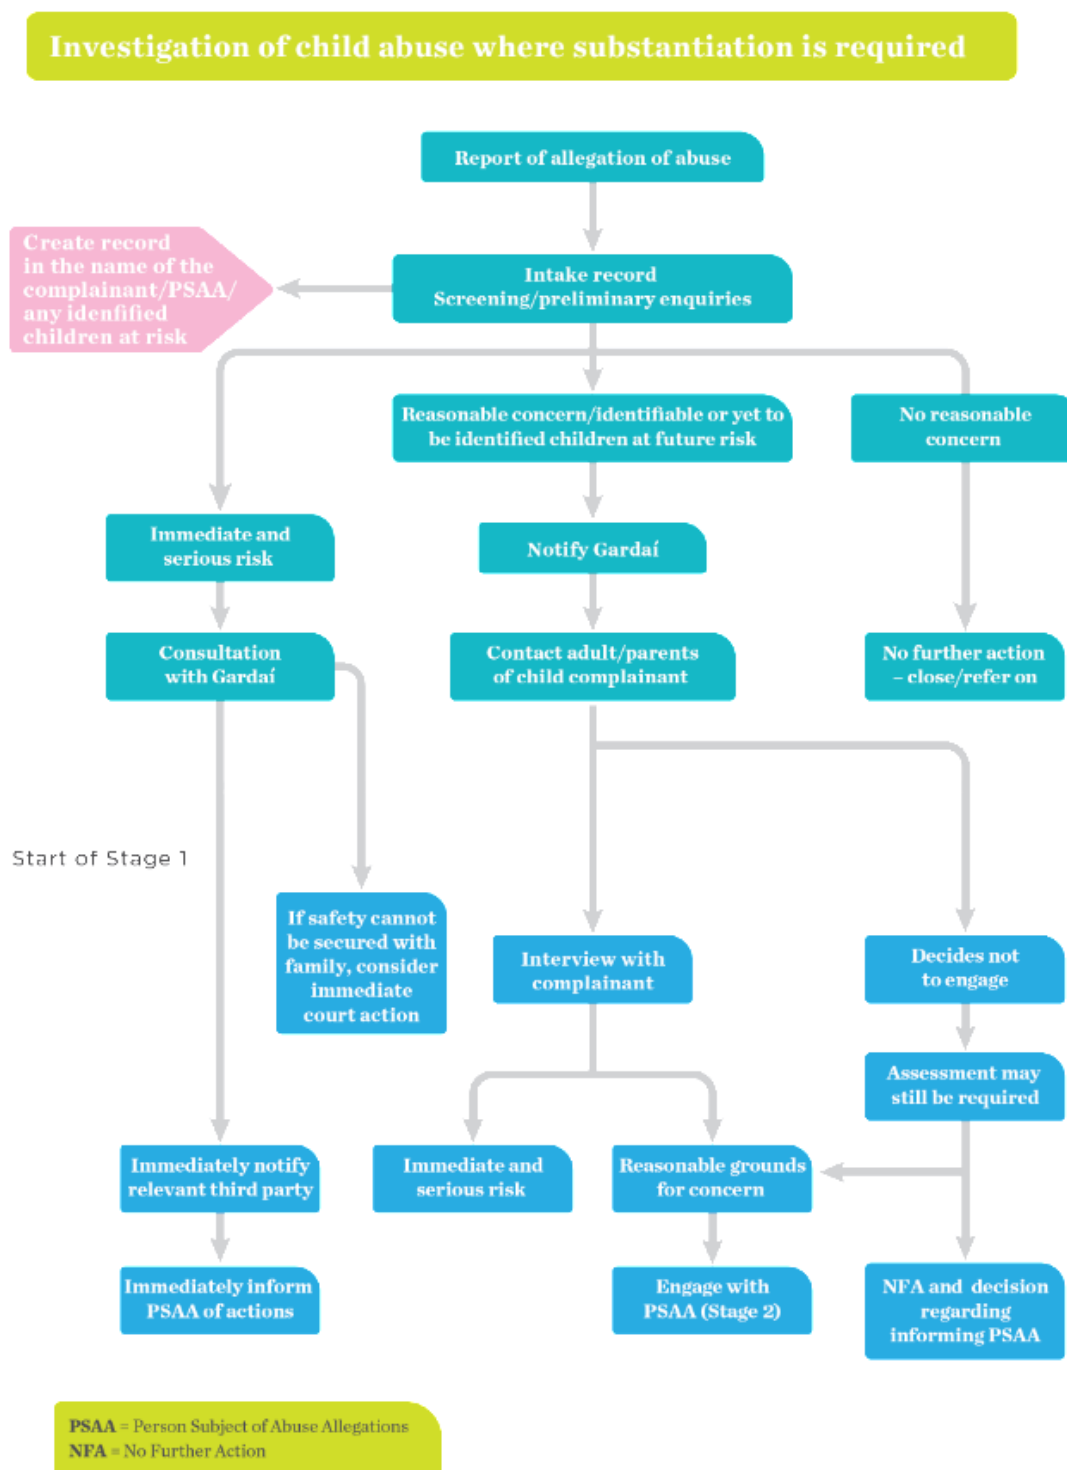 Investigation of child abuse where substantiation is required
Report of allegation of abuse
Create record
in the name of the
complainant/PSAA/
any idenfified
children at risk
Intake record
Screening/preliminary enquiries
Reasonable concern/identifiable or yet to
be identified children at future risk
No reasonable
concern
Immediate and
serious risk
Notify Gardaí
Consultation
with Gardaí
Contact adult/parents
of child complainant
No further action
– close/refer on
Start of Stage 1
If safety cannot
be secured with
family, consider
immediate
court action
Interview with
complainant
Decides not
to engage
Assessment may
still be required
Immediately notify
relevant third party
Immediate and
serious risk
Reasonable grounds
for concern
Immediately inform
PSAA of actions
Engage with
PSAA (Stage 2)
NFA and decision
regarding
informing PSAA
PSAA = Person Subject of Abuse Allegations
NFA = No Further Action